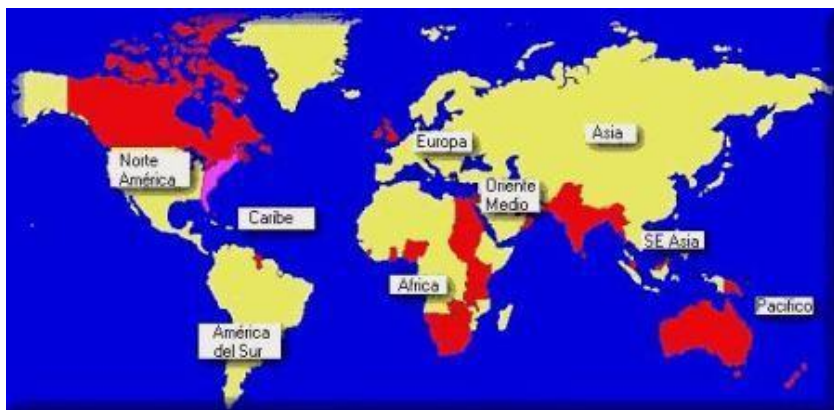 Europa
Asia
Norte
América
Oriente
Medio
Caribe
SE Asia
Africa
Pacifico
América
del Sur